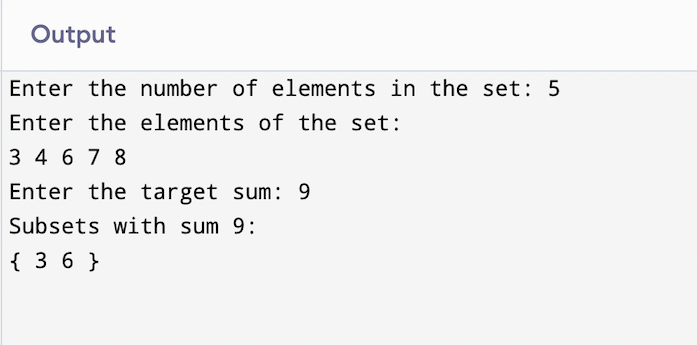 Output
Enter the number of elements in the set: 5
Enter the elements of the set:
3 4 6 7 8
Enter the target sum: 9
Subsets with sum 9:
{ 3 6 }